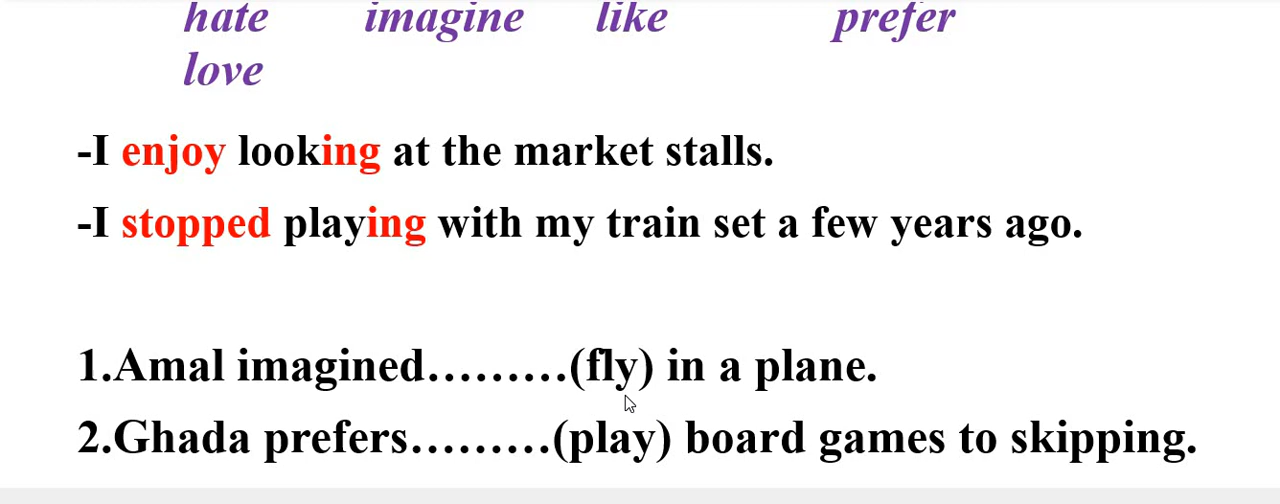 hate imagine like prefer
love
-I enjoy looking at the market stalls.
-I stopped playing with my train set a few years ago.
1.Amal imagined………(fly) in a plane.
2.Ghada prefers………(play) board games to skipping.